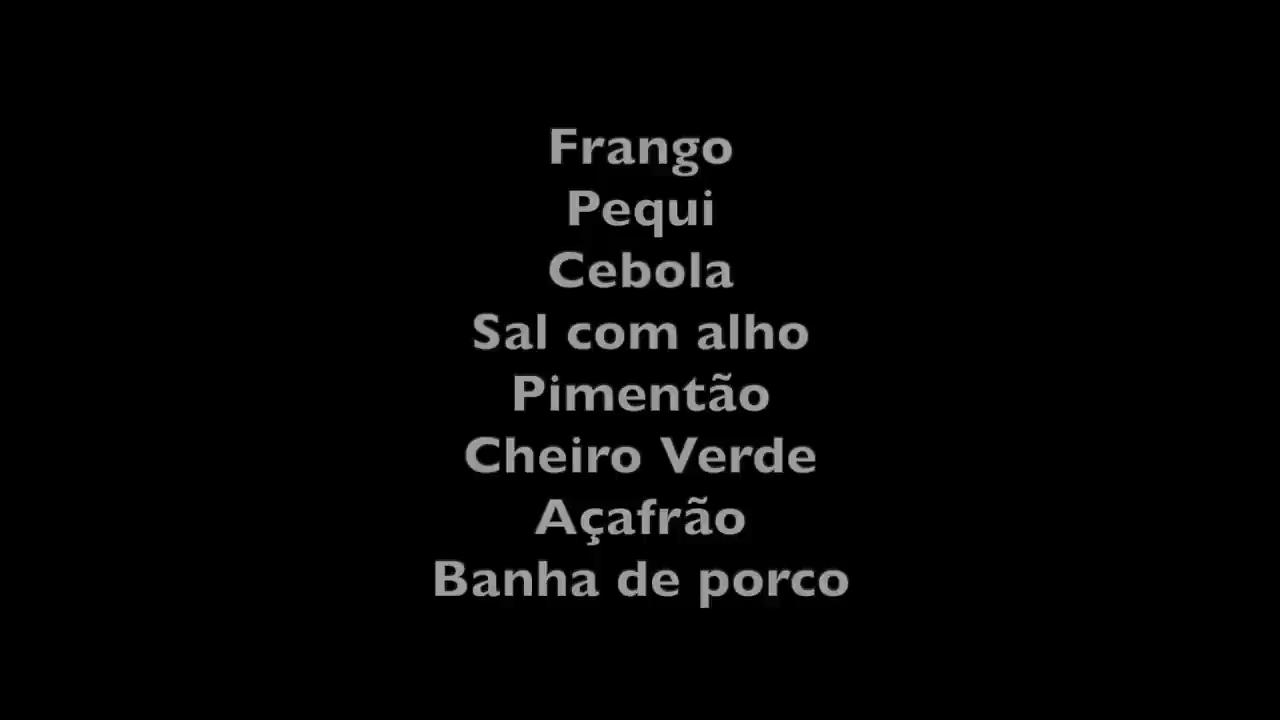 Frango
Pequi
Cebola
Sal com alho
Pimentão
Cheiro Verde
Açafrão
Banha de porco